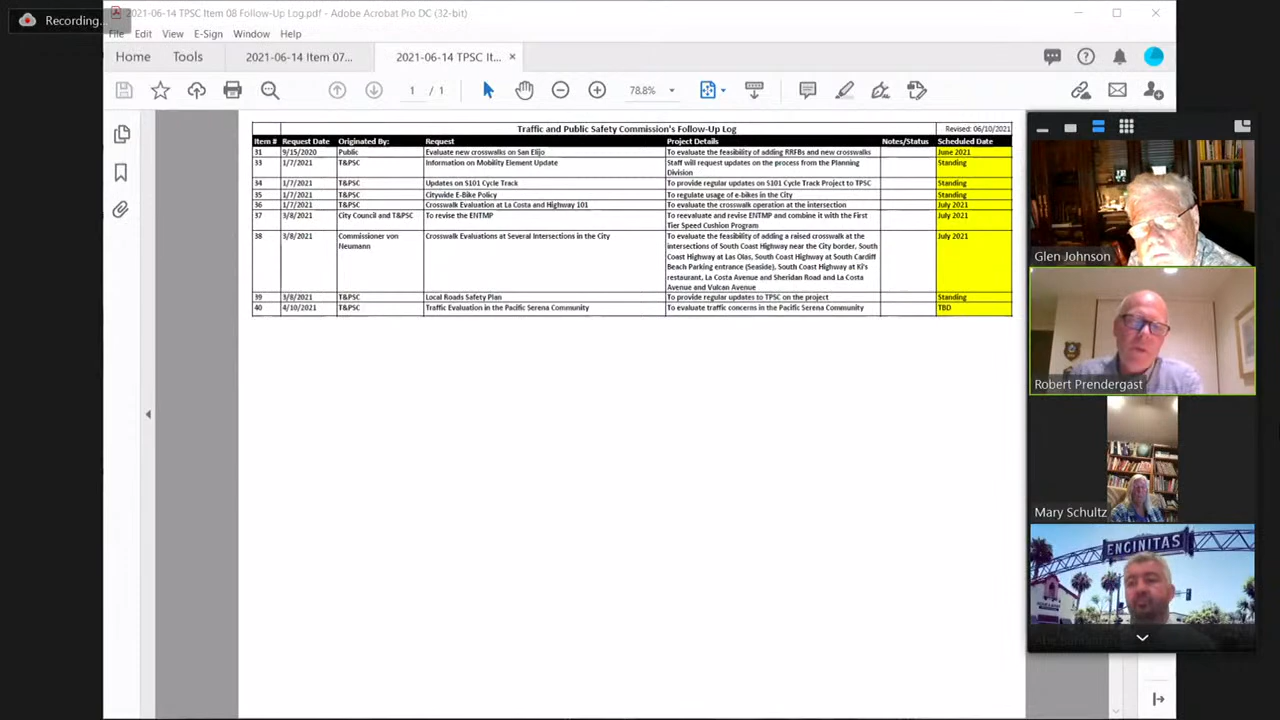 Recording...
2021-06-14 TPSC Item 08 Follow-Up Log.pdf - Adobe Acrobat Pro DC (32-bit)
File Edit View E-Sign Window Help
Home Tools 2021-06-14 Item 07... 2021-06-14 TPSC It... ×
1 / 1 78.8%
Traffic and Public Safety Commission's Follow-Up Log Revised: 06/10/2021
Item # Request Date Originated By: Request Project Details Notes/Status Scheduled Date
31 9/15/2020 Public Evaluate new crosswalks on San Elijo To evaluate the feasibility of adding RRFBs and new crosswalks June 2021
33 1/7/2021 T&PSC Information on Mobility Element Update Staff will request updates on the process from the Planning Standing
Division
34 1/7/2021 T&PSC Updates on S101 Cycle Track To provide regular updates on S101 Cycle Track Project to TPSC Standing
35 1/7/2021 T&PSC Citywide E-Bike Policy To regulate usage of e-bikes in the City Standing
36 1/7/2021 T&PSC Crosswalk Evaluation at La Costa and Highway 101 To evaluate the crosswalk operation at the intersection July 2021
37 3/8/2021 City Council and T&PSC To revise the ENTMP To reevaluate and revise ENTMP and combine it with the First July 2021
Tier Speed Cushion Program
38 3/8/2021 Commissioner von Crosswalk Evaluations at Several Intersections in the City To evaluate the feasibility of adding a raised crosswalk at the July 2021
Neumann intersections of South Coast Highway near the City border, South
Coast Highway at Las Olas, South Coast Highway at South Cardiff
Beach Parking entrance (Seaside), South Coast Highway at Ki's
restaurant, La Costa Avenue and Sheridan Road and La Costa
Avenue and Vulcan Avenue
39 3/8/2021 T&PSC Local Roads Safety Plan To provide regular updates to TPSC on the project Standing
40 4/10/2021 T&PSC Traffic Evaluation in the Pacific Serena Community To evaluate traffic concerns in the Pacific Serena Community TBD
Glen Johnson
Robert Prendergast
Mary Schultz
ENCINITAS